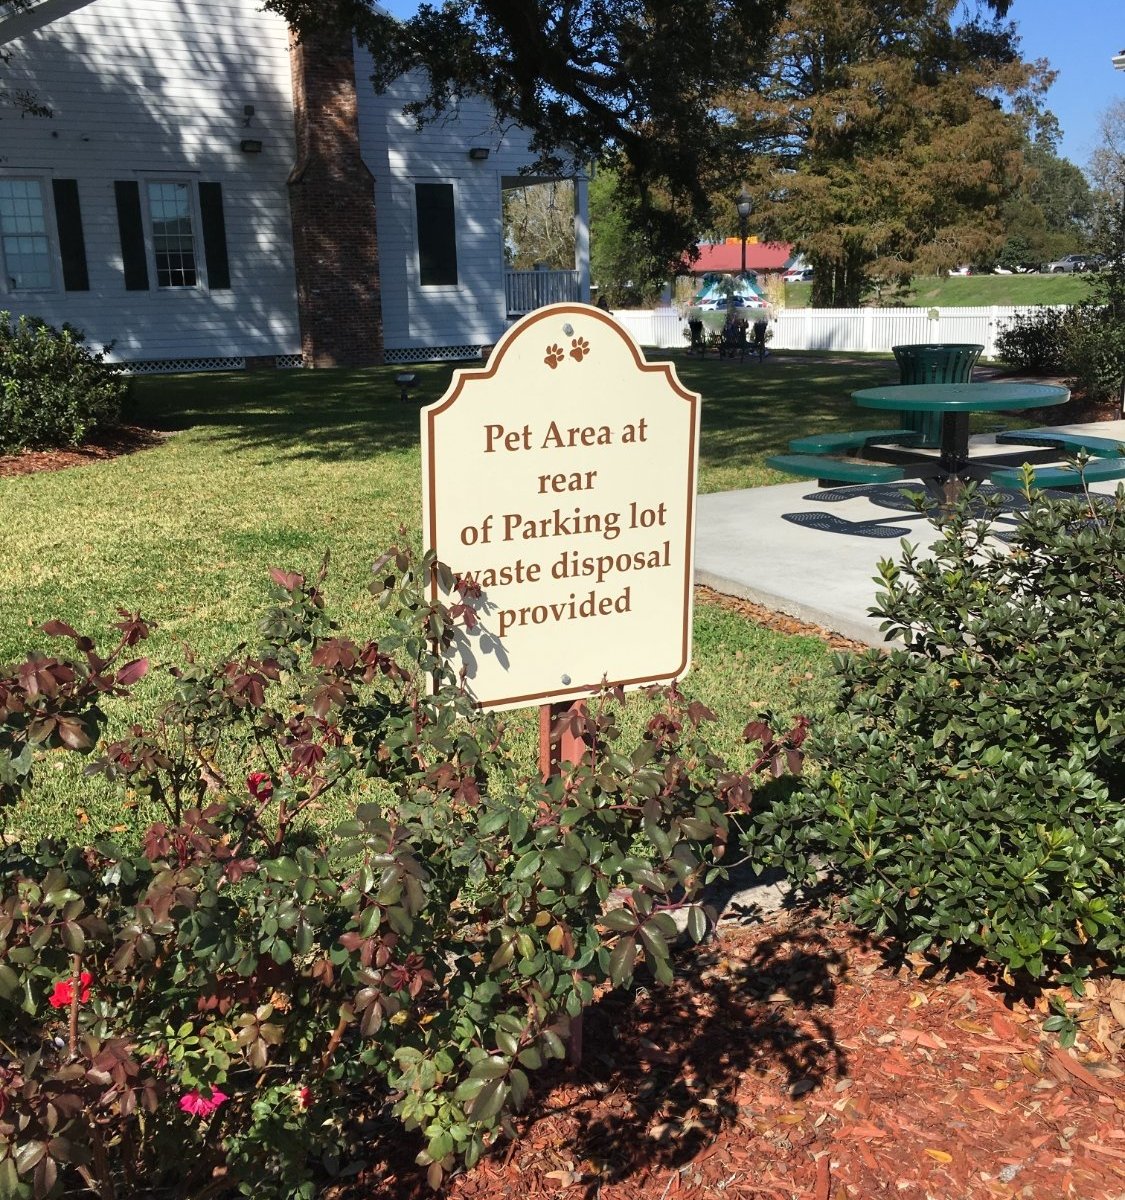 Pet Area at
rear
of Parking lot
waste disposal
provided